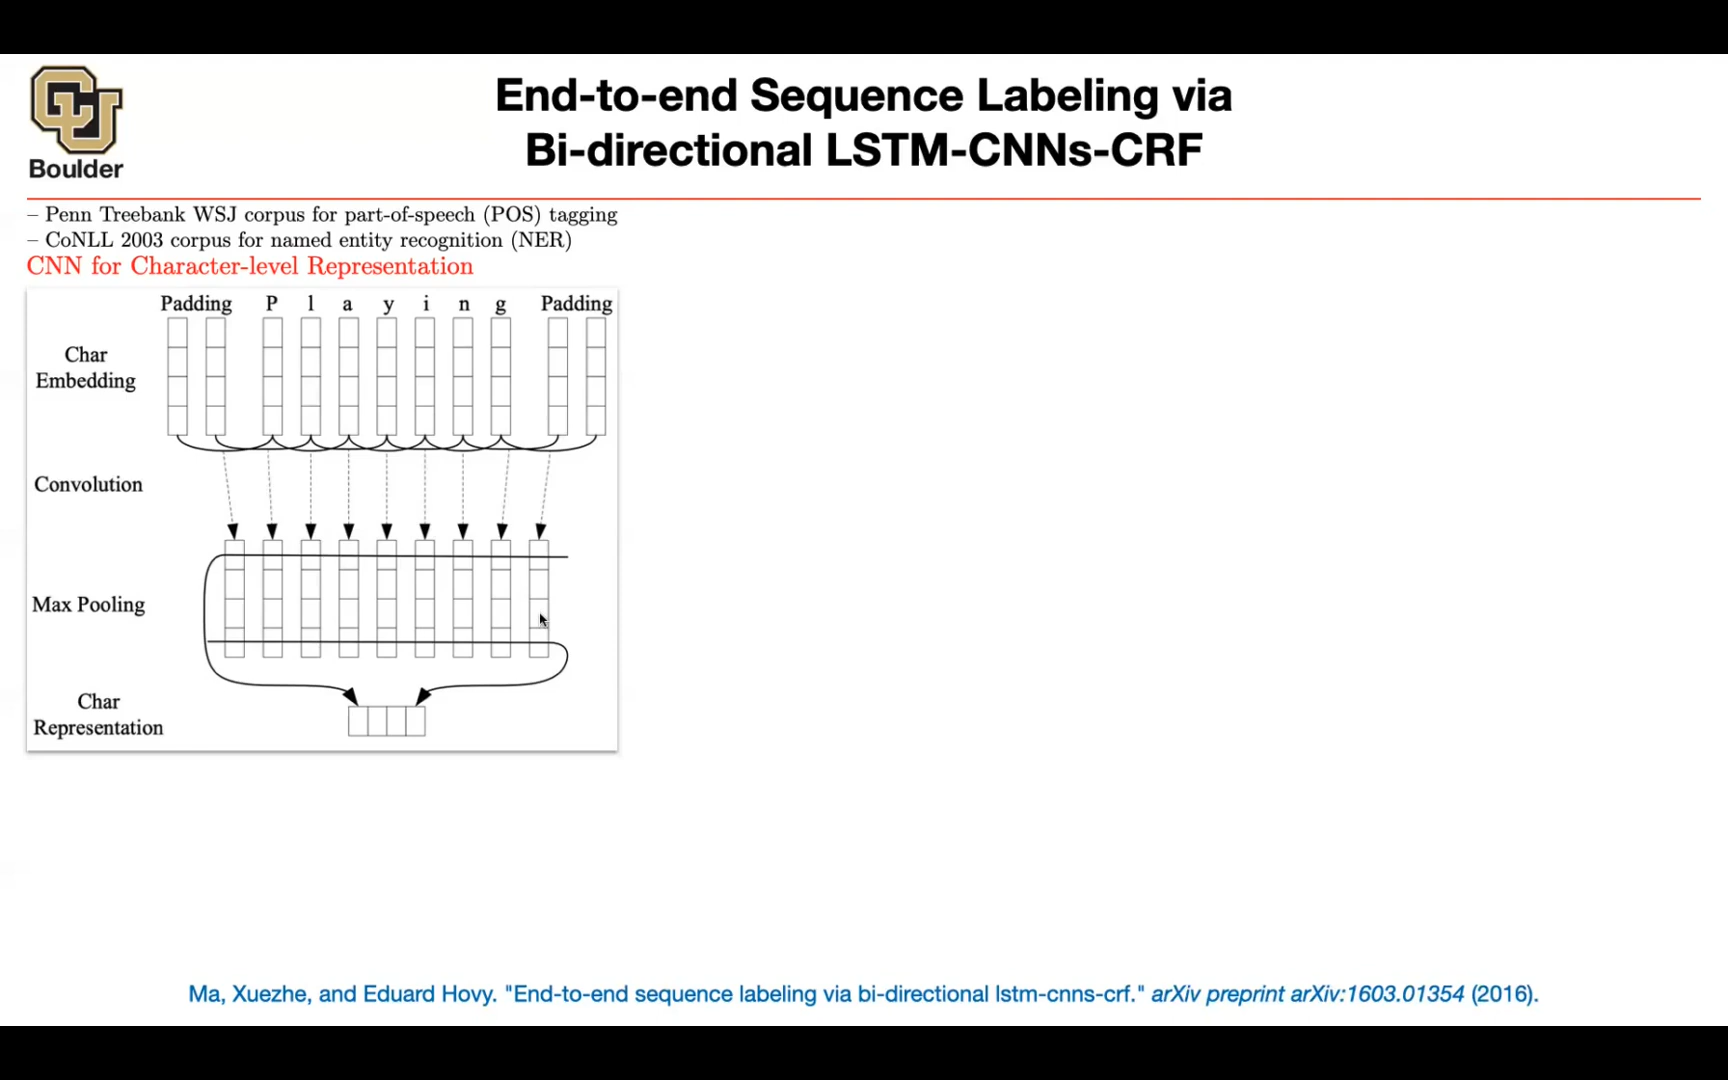 End-to-end Sequence Labeling via
Bi-directional LSTM-CNNs-CRF
CU
Boulder
– Penn Treebank WSJ corpus for part-of-speech (POS) tagging
– CoNLL 2003 corpus for named entity recognition (NER)
CNN for Character-level Representation
Padding P l a y i n g Padding
Char
Embedding
Convolution
Max Pooling
Char
Representation
Ma, Xuezhe, and Eduard Hovy. "End-to-end sequence labeling via bi-directional lstm-cnns-crf." arXiv preprint arXiv:1603.01354 (2016).